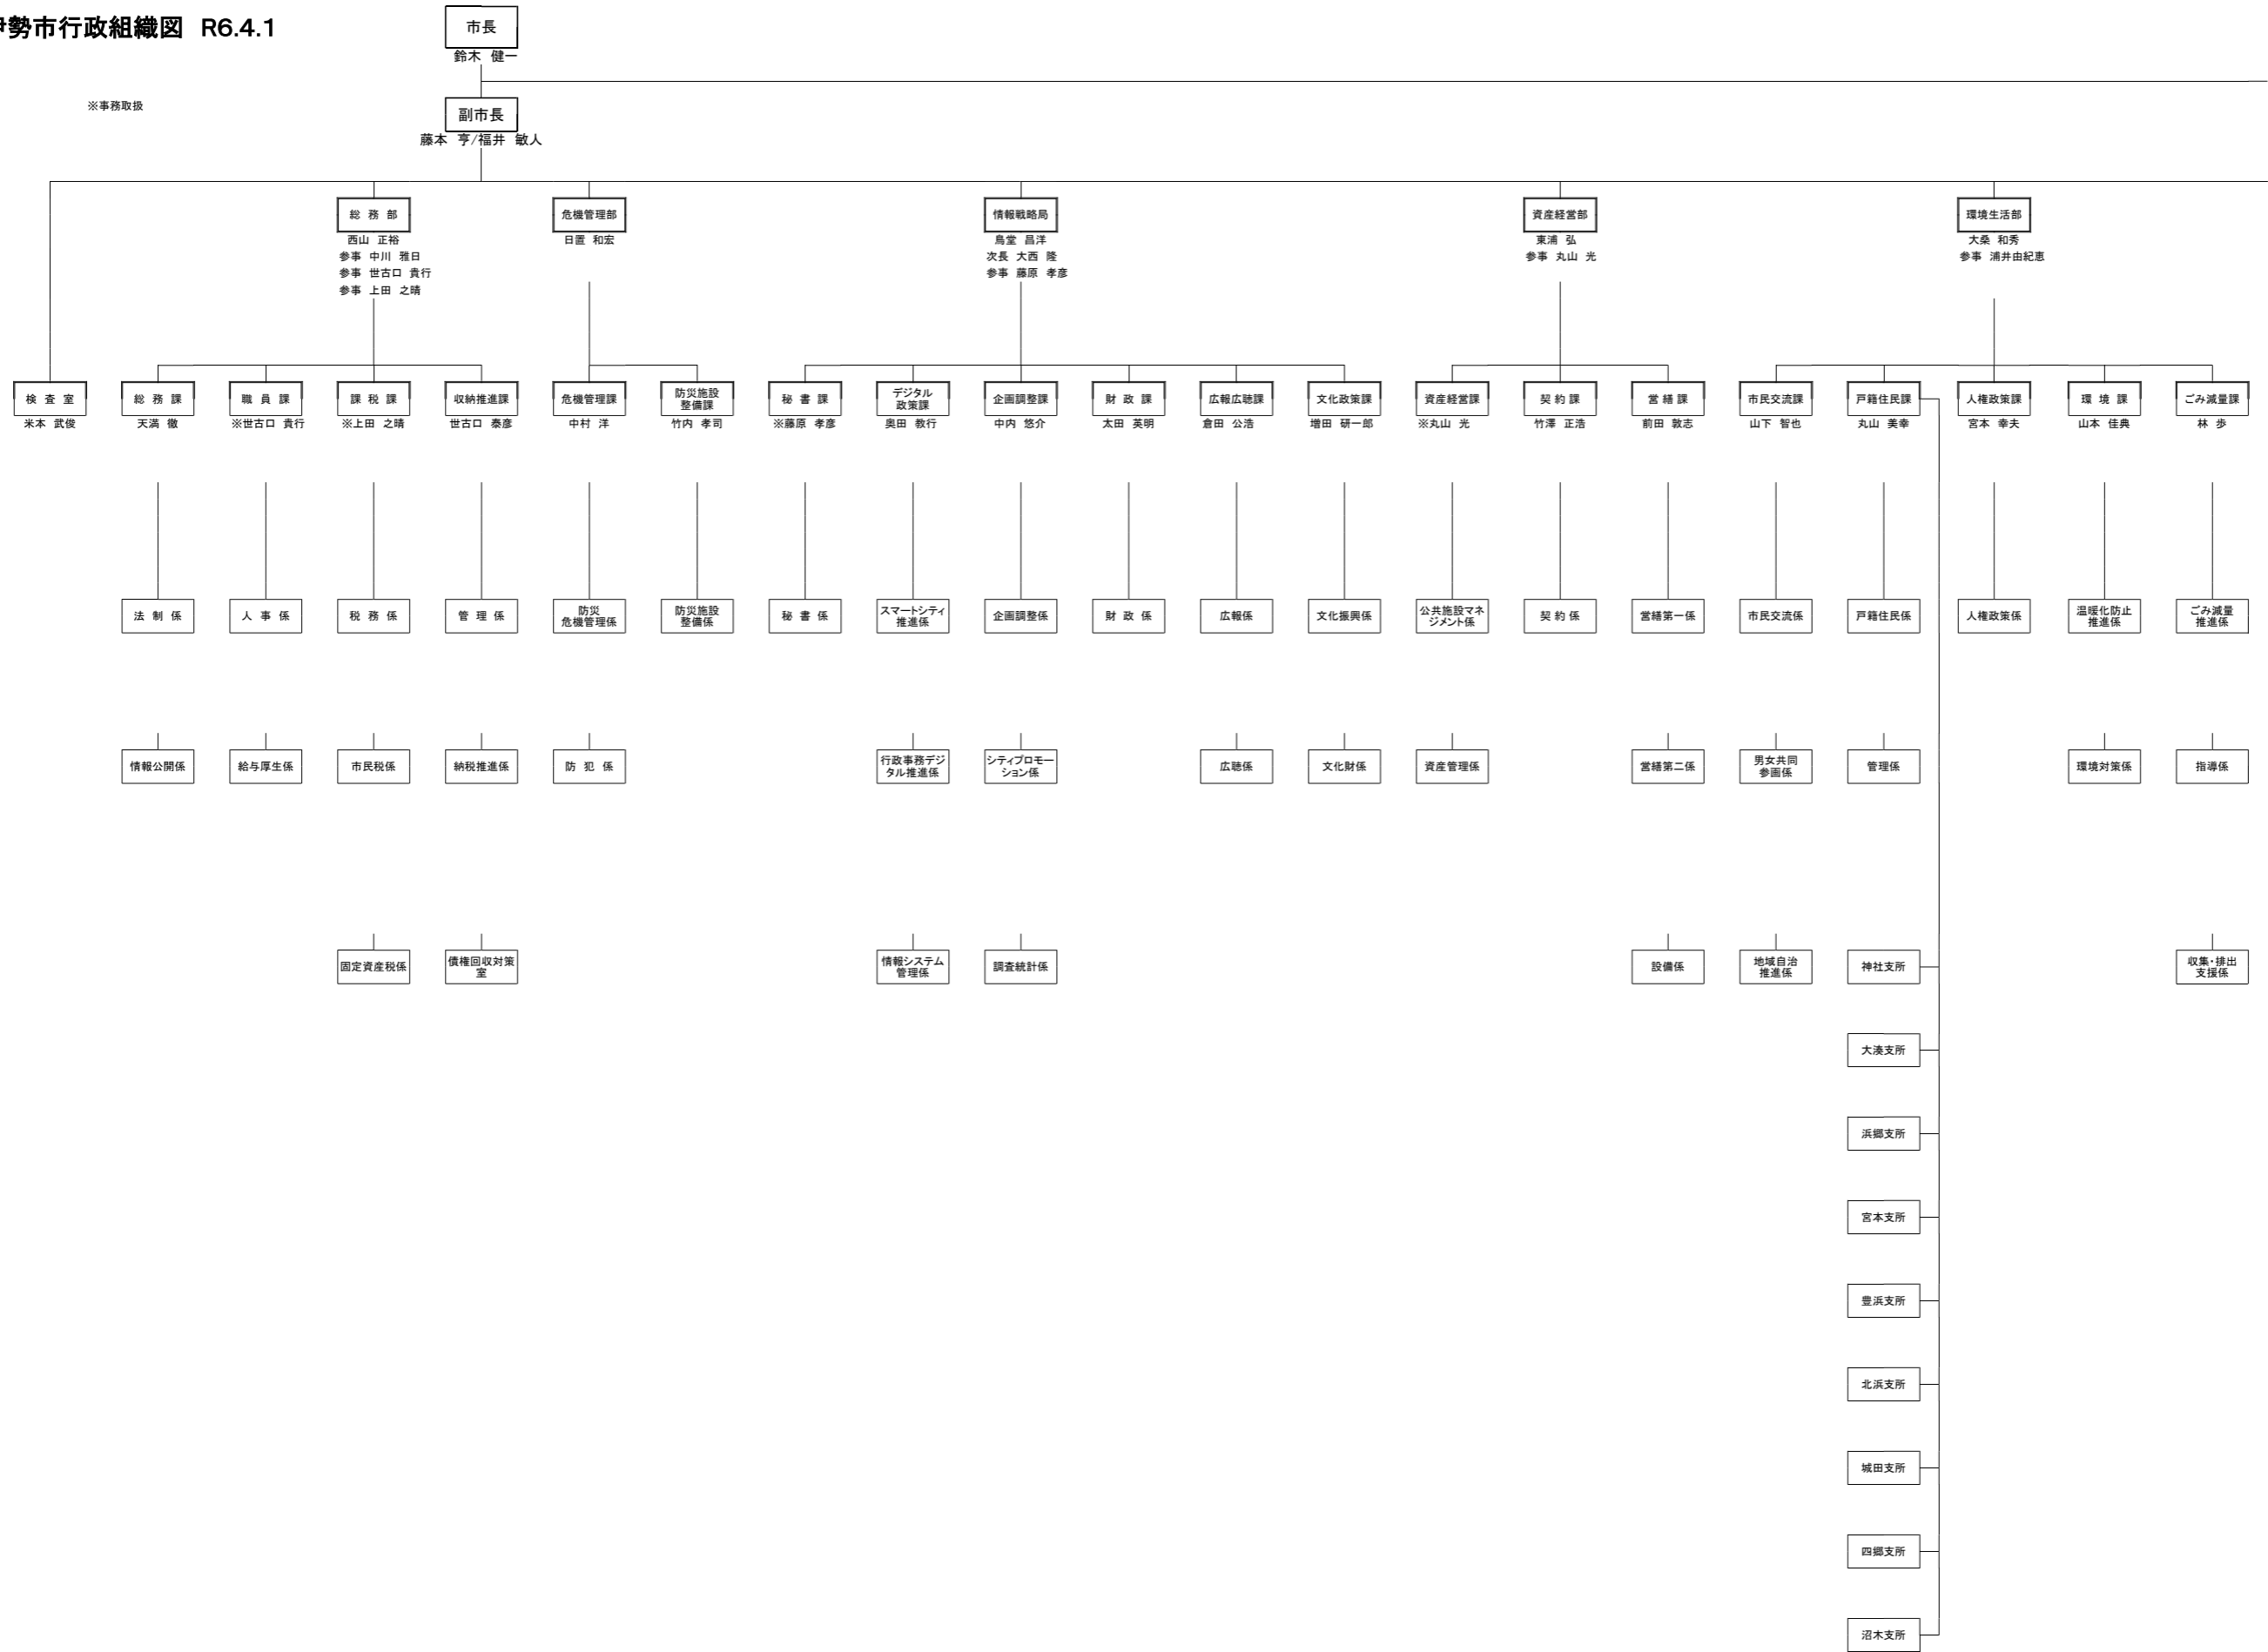 伊勢市行政組織図 R6.4.1
市長
鈴木 健一
※事務取扱
副市長
藤本 亨/福井 敏人
総務部
西山 正裕
参事 中川 雅日
参事 世古口 貴行
参事 上田 之晴
危機管理部
日置 和宏
情報戦略局
鳥堂 昌洋
次長 大西 隆
参事 藤原 孝彦
資産経営部
東浦 弘
参事 丸山 光
環境生活部
大桑 和秀
参事 浦井由紀恵
検査室
米本 武俊
総務課
天満 徹
職員課
※世古口 貴行
課税課
※上田 之晴
収納推進課
世古口 泰彦
危機管理課
中村 洋
防災施設
整備課
竹内 孝司
秘書課
※藤原 孝彦
デジタル
政策課
奥田 教行
企画調整課
中内 悠介
財政課
太田 英明
広報広聴課
倉田 公浩
文化政策課
増田 研一郎
資産経営課
※丸山 光
契約課
竹澤 正浩
営繕課
前田 敦志
市民交流課
山下 智也
戸籍住民課
丸山 美幸
人権政策課
宮本 幸夫
環境課
山本 佳典
ごみ減量課
林 歩
法制係
人事係
税務係
管理係
防災
危機管理係
防災施設
整備係
秘書係
スマートシティ
推進係
企画調整係
財政係
広報係
文化振興係
公共施設マネ
ジメント係
契約係
営繕第一係
市民交流係
戸籍住民係
人権政策係
温暖化防止
推進係
ごみ減量
推進係
情報公開係
給与厚生係
市民税係
納税推進係
防犯係
行政事務デジ
タル推進係
シティプロモー
ション係
広聴係
文化財係
資産管理係
営繕第二係
男女共同
参画係
管理係
環境対策係
指導係
固定資産税係
債権回収対策
室
情報システム
管理係
調査統計係
設備係
地域自治
推進係
神社支所
収集・排出
支援係
大湊支所
浜郷支所
宮本支所
豊浜支所
北浜支所
城田支所
四郷支所
沼木支所